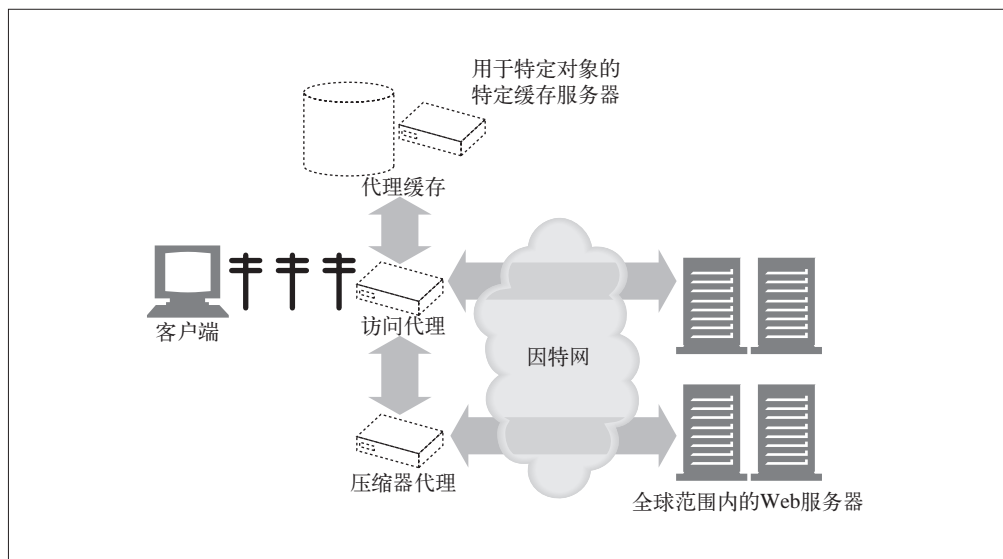 用于特定对象的
特定缓存服务器
代理缓存
客户端
访问代理
因特网
压缩器代理
全球范围内的Web服务器